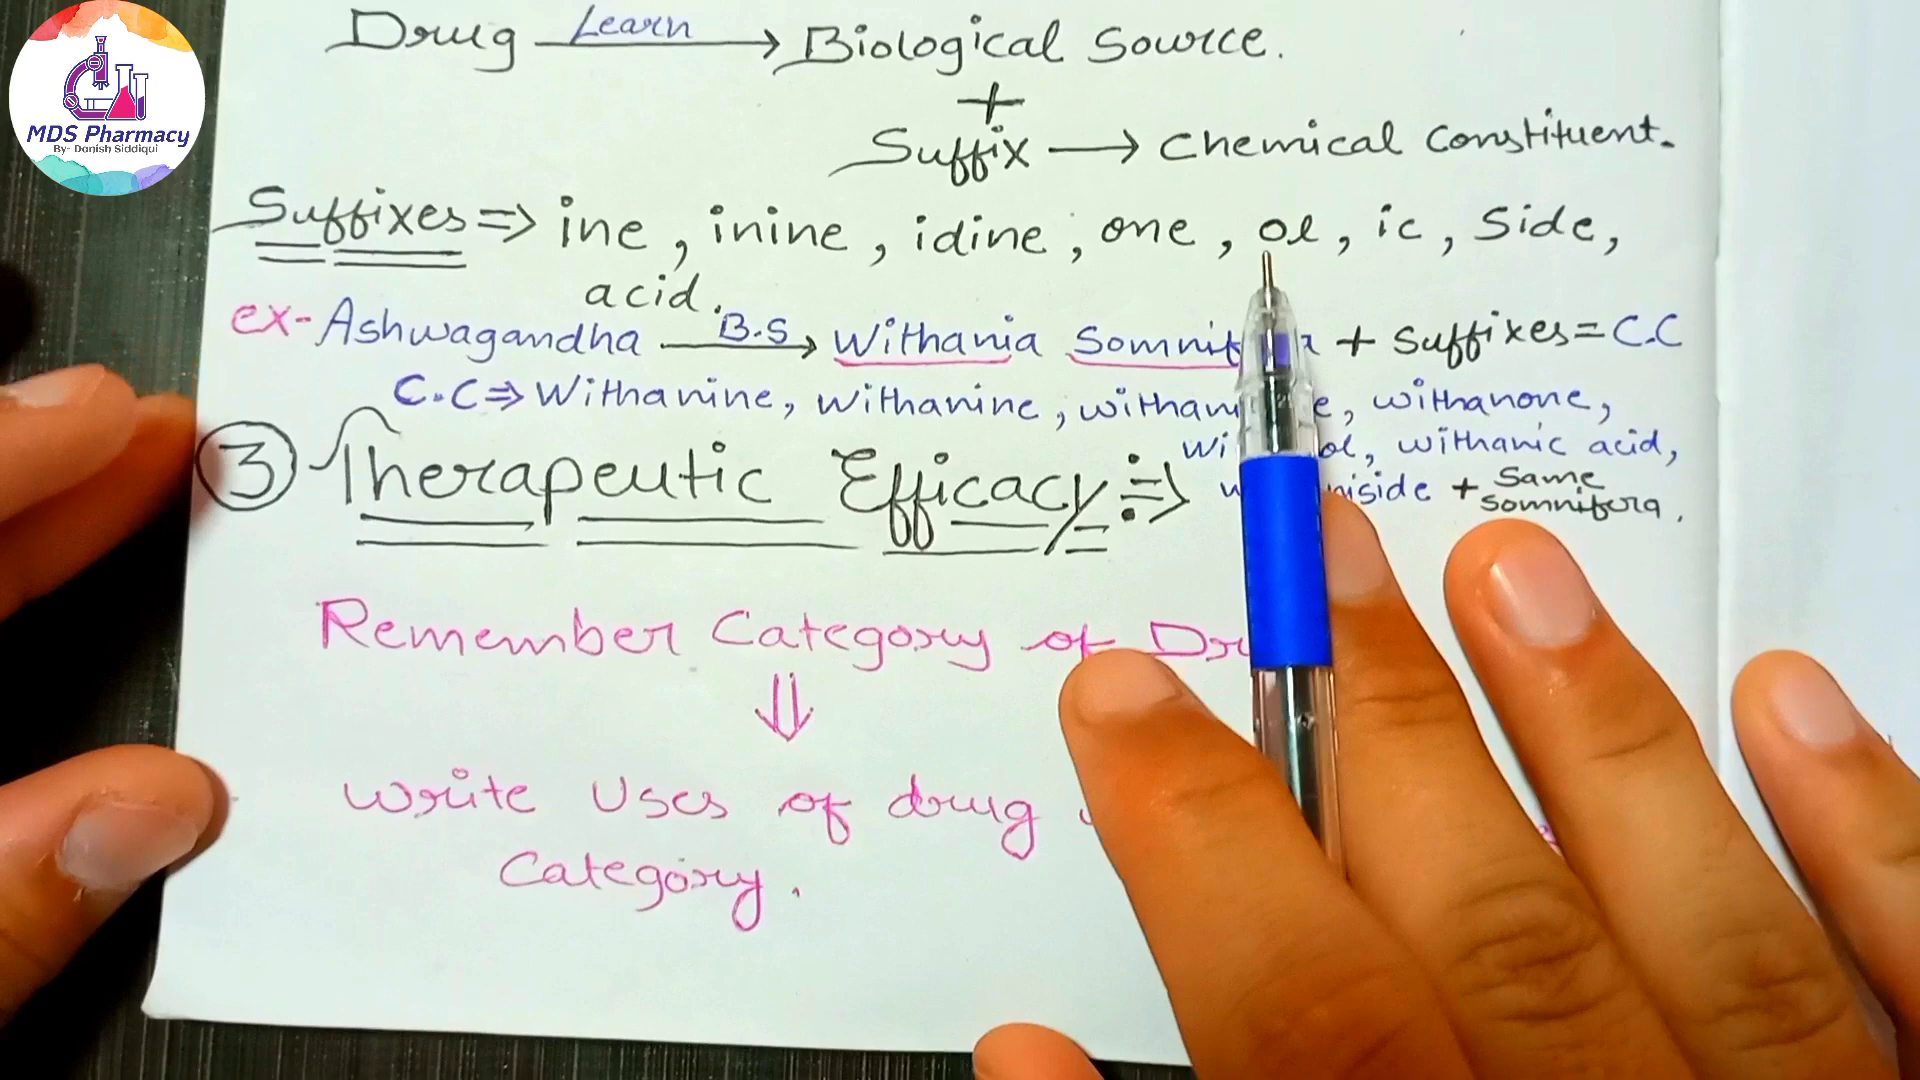 MDS Pharmacy
By- Danish Siddiqui
Drug Learn → Biological Source.
+
Suffix → Chemical Constituent.
Suffixes ⇒ ine, inine, idine, one, ol, ic, Side,
acid.
ex- Ashwagandha B.S → Withania + Suffixes = C.C
C.C ⇒ Withanine, withanine, withanone,
withanic acid,
③ Therapeutic Efficacy ⇒
+ Same
somnifera.
Remember Category of
⇓
Write Uses of drug
Category.